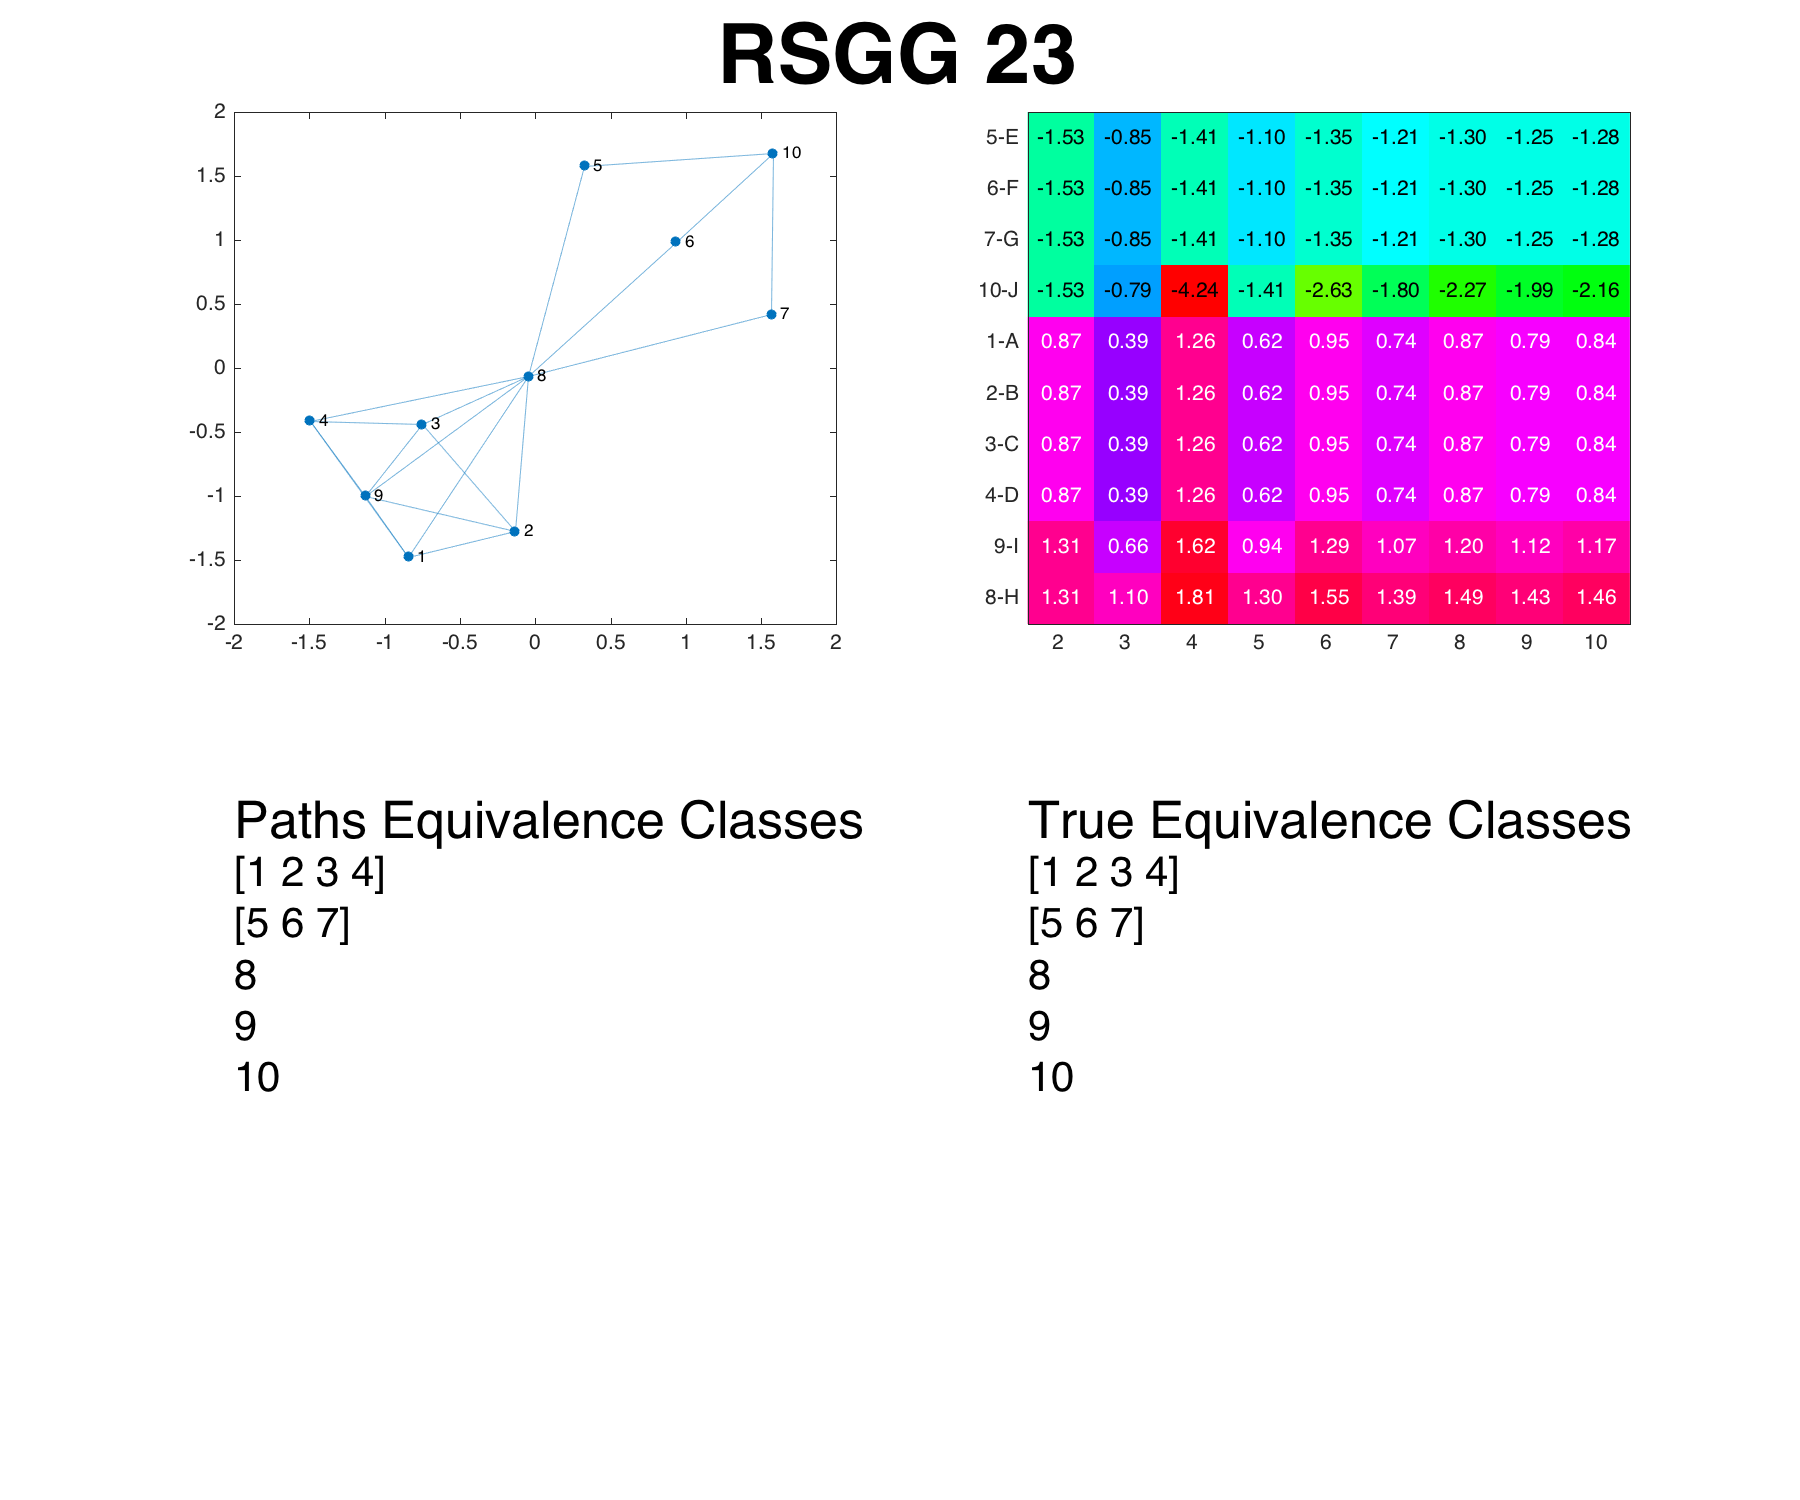 RSGG 23
2
1.5
1
0.5
0
-0.5
-1
-1.5
-2
-2 -1.5 -1 -0.5 0 0.5 1 1.5 2
10
5
6
7
8
4
3
9
2
1
5-E -1.53 -0.85 -1.41 -1.10 -1.35 -1.21 -1.30 -1.25 -1.28
6-F -1.53 -0.85 -1.41 -1.10 -1.35 -1.21 -1.30 -1.25 -1.28
7-G -1.53 -0.85 -1.41 -1.10 -1.35 -1.21 -1.30 -1.25 -1.28
10-J -1.53 -0.79 -4.24 -1.41 -2.63 -1.80 -2.27 -1.99 -2.16
1-A 0.87 0.39 1.26 0.62 0.95 0.74 0.87 0.79 0.84
2-B 0.87 0.39 1.26 0.62 0.95 0.74 0.87 0.79 0.84
3-C 0.87 0.39 1.26 0.62 0.95 0.74 0.87 0.79 0.84
4-D 0.87 0.39 1.26 0.62 0.95 0.74 0.87 0.79 0.84
9-I 1.31 0.66 1.62 0.94 1.29 1.07 1.20 1.12 1.17
8-H 1.31 1.10 1.81 1.30 1.55 1.39 1.49 1.43 1.46
2 3 4 5 6 7 8 9 10
Paths Equivalence Classes
[1 2 3 4]
[5 6 7]
8
9
10
True Equivalence Classes
[1 2 3 4]
[5 6 7]
8
9
10